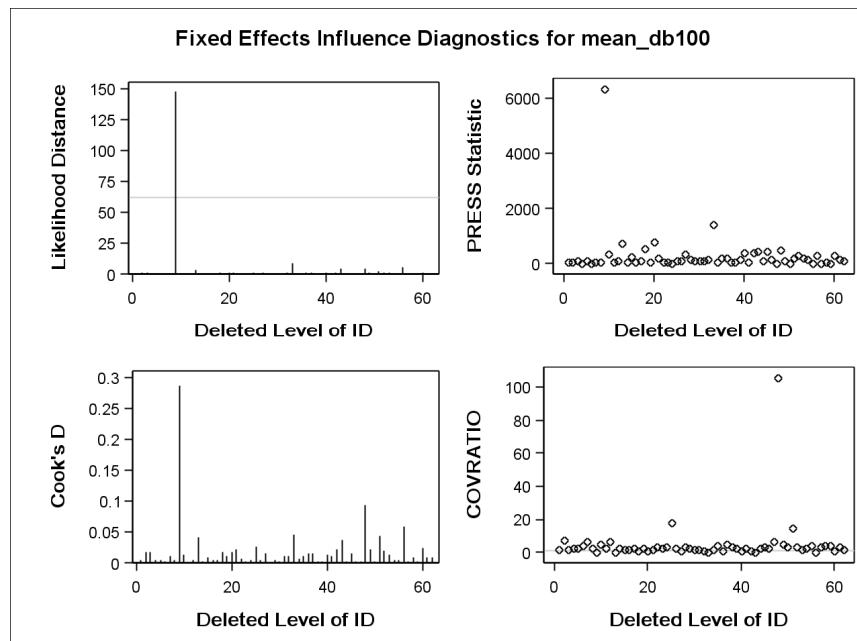 Fixed Effects Influence Diagnostics for mean_db100
Likelihood Distance
150
125
100
75
50
25
0
0 20 40 60
Deleted Level of ID
PRESS Statistic
6000
4000
2000
0
0 20 40 60
Deleted Level of ID
Cook's D
0.3
0.25
0.2
0.15
0.1
0.05
0
0 20 40 60
Deleted Level of ID
COVRATIO
100
80
60
40
20
0
0 20 40 60
Deleted Level of ID